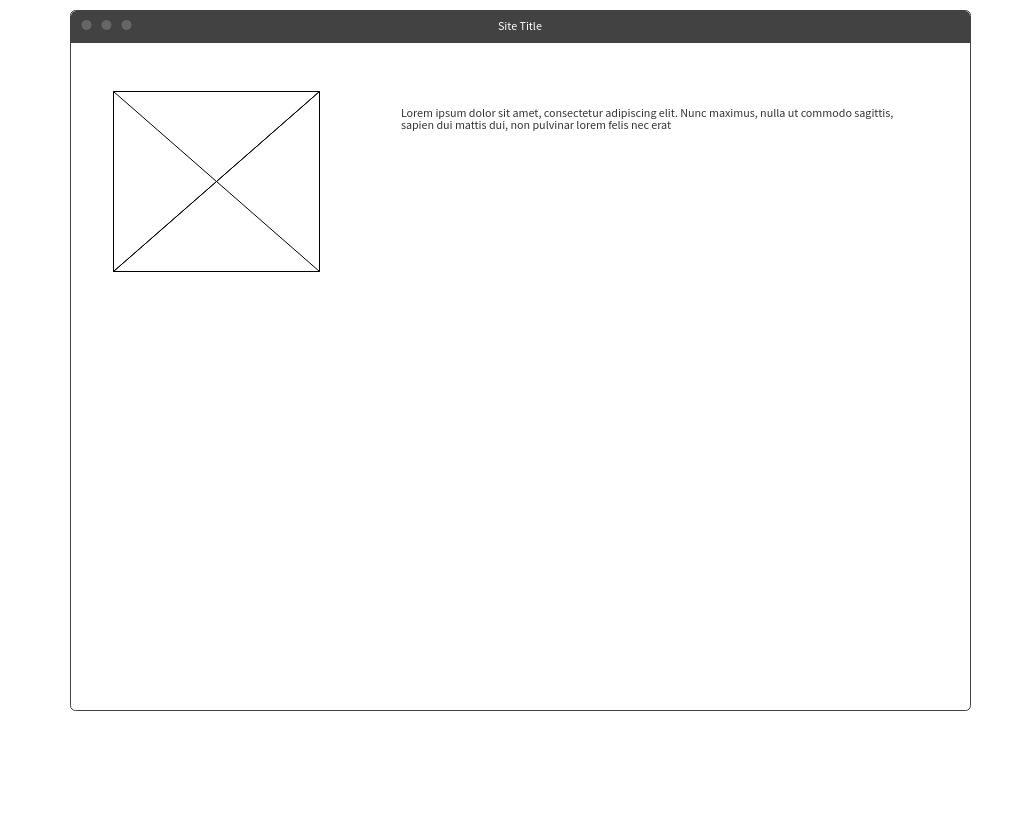 Site Title
Lorem ipsum dolor sit amet, consectetur adipiscing elit. Nunc maximus, nulla ut commodo sagittis,
sapien dui mattis dui, non pulvinar lorem felis nec erat